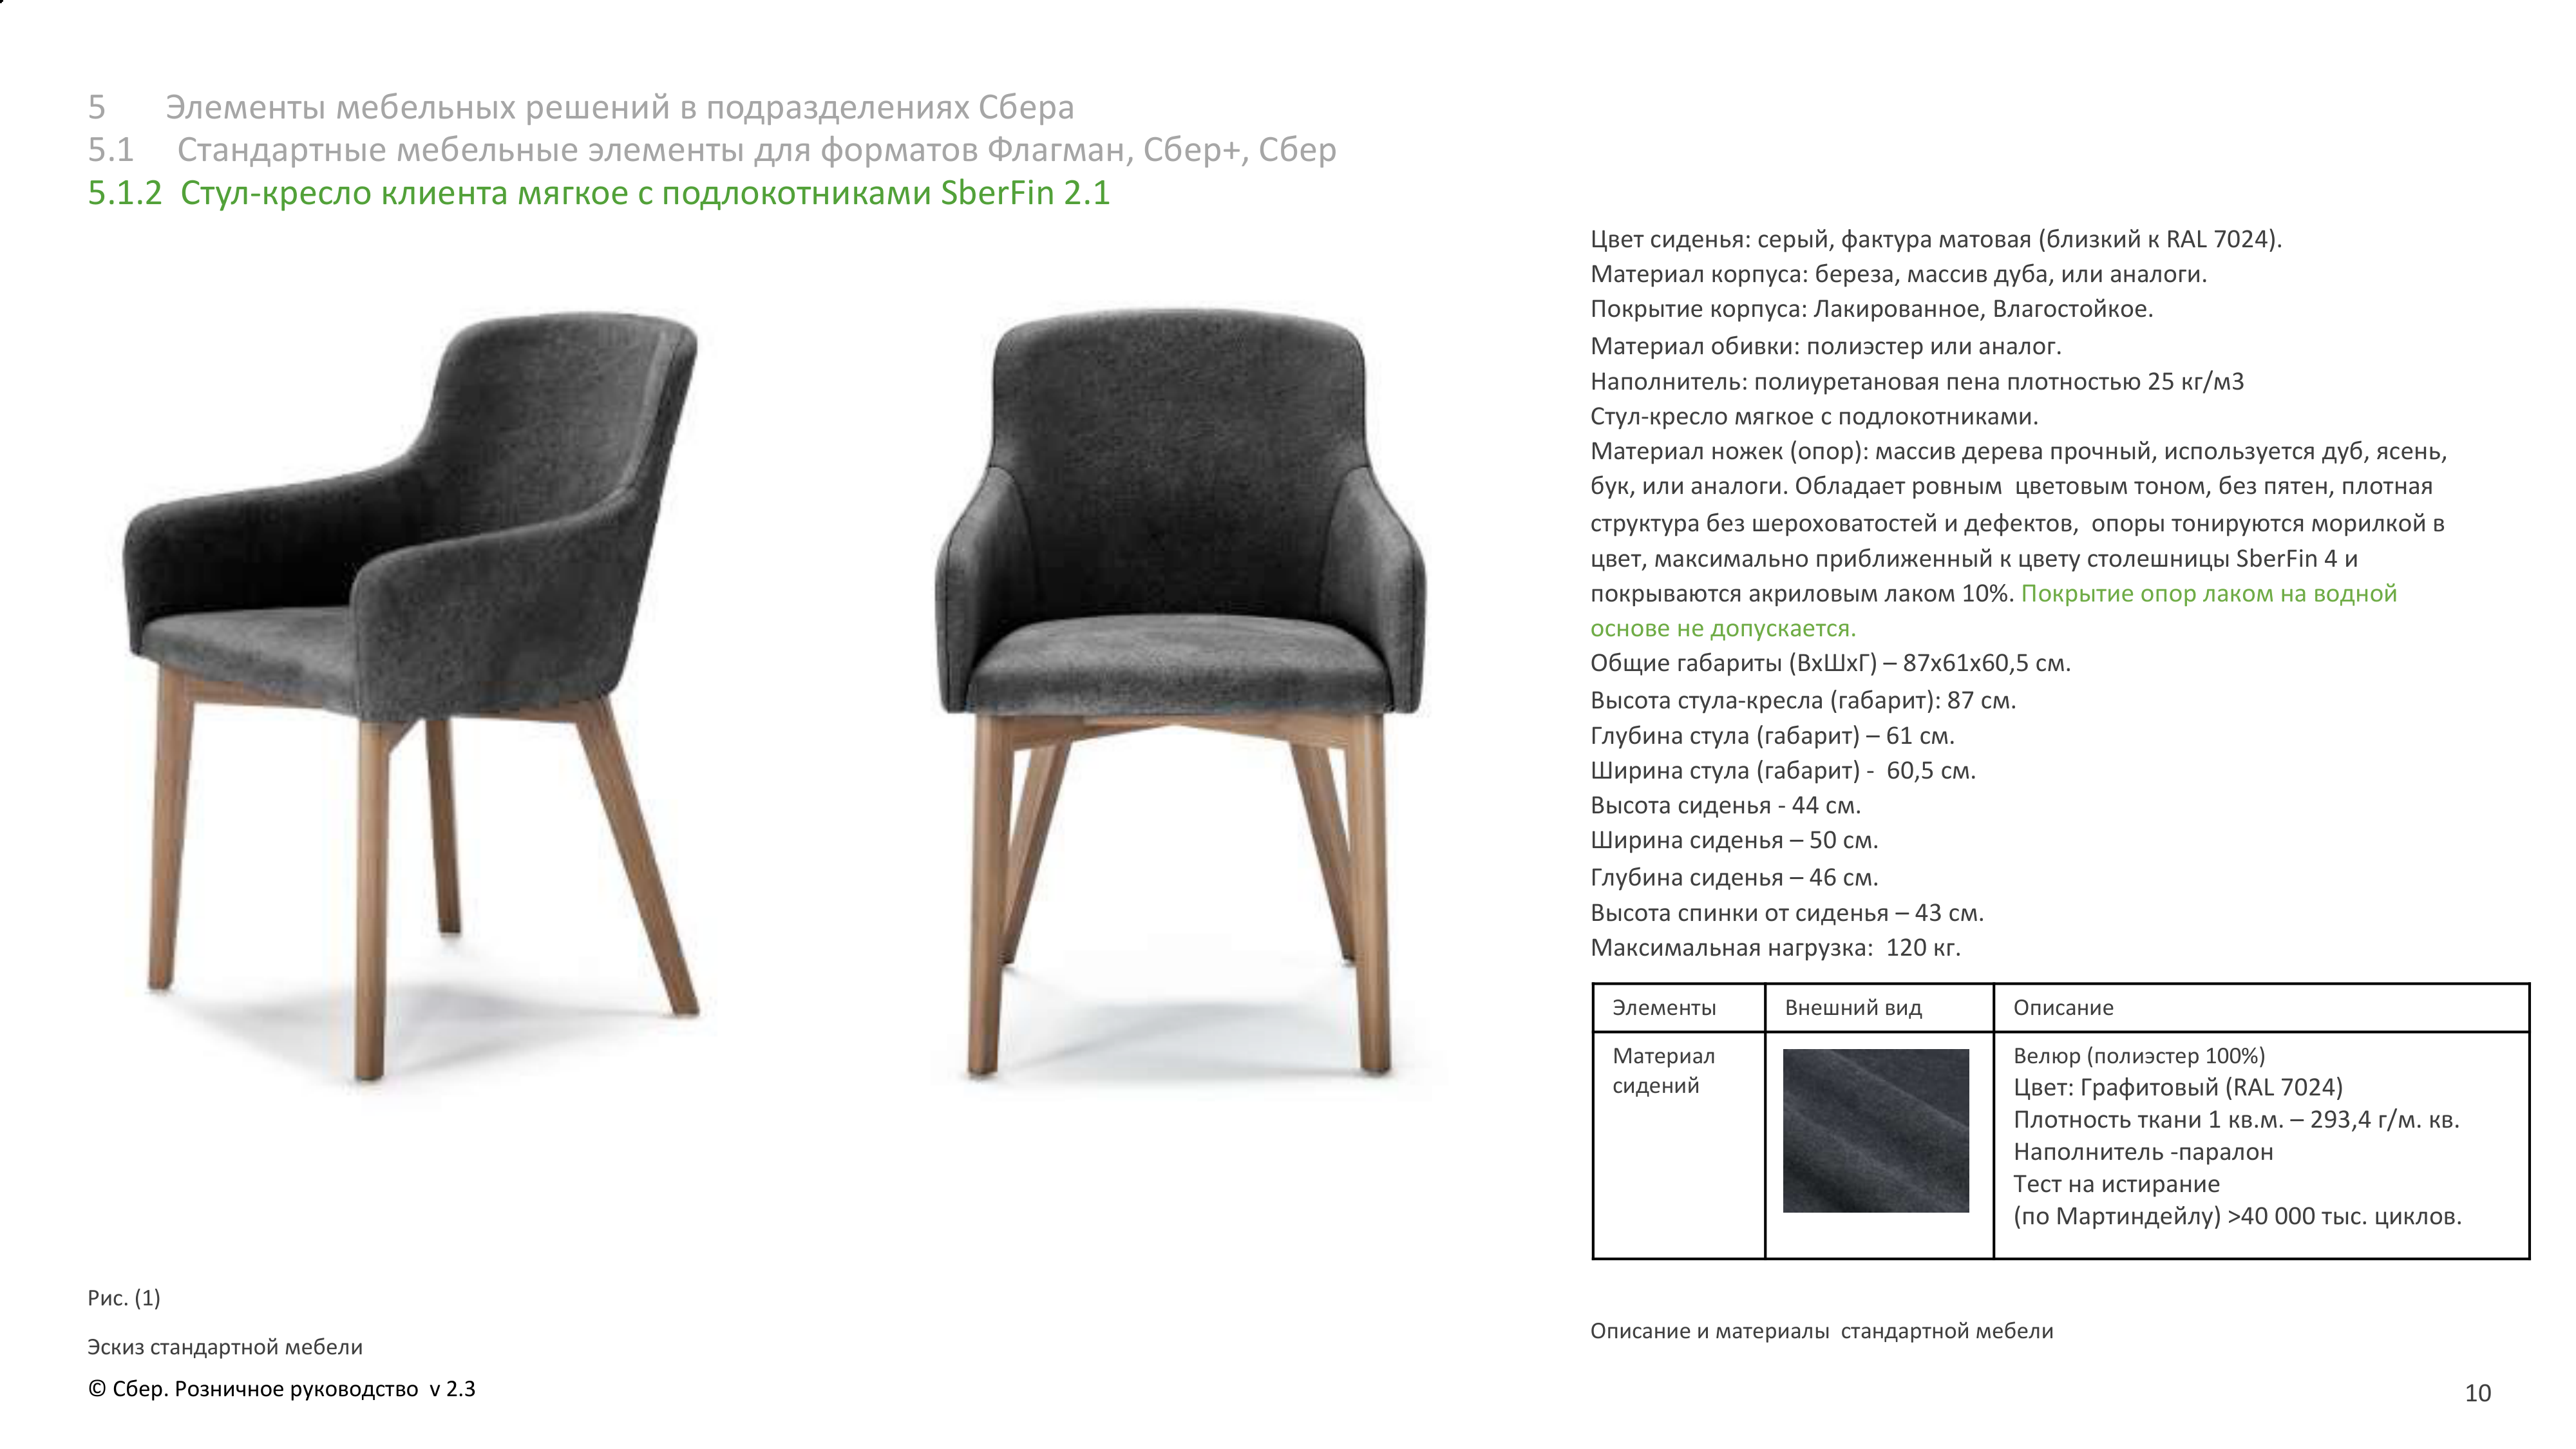 5 Элементы мебельных решений в подразделениях Сбера
5.1 Стандартные мебельные элементы для форматов Флагман, Сбер+, Сбер
5.1.2 Стул-кресло клиента мягкое с подлокотниками SberFin 2.1
Цвет сиденья: серый, фактура матовая (близкий к RAL 7024).
Материал корпуса: береза, массив дуба, или аналоги.
Покрытие корпуса: Лакированное, Влагостойкое.
Материал обивки: полиэстер или аналог.
Наполнитель: полиуретановая пена плотностью 25 кг/м3
Стул-кресло мягкое с подлокотниками.
Материал ножек (опор): массив дерева прочный, используется дуб, ясень,
бук, или аналоги. Обладает ровным цветовым тоном, без пятен, плотная
структура без шероховатостей и дефектов, опоры тонируются морилкой в
цвет, максимально приближенный к цвету столешницы SberFin 4 и
покрываются акриловым лаком 10%. Покрытие опор лаком на водной
основе не допускается.
Общие габариты (ВхШхГ) – 87х61х60,5 см.
Высота стула-кресла (габарит): 87 см.
Глубина стула (габарит) – 61 см.
Ширина стула (габарит) - 60,5 см.
Высота сиденья - 44 см.
Ширина сиденья – 50 см.
Глубина сиденья – 46 см.
Высота спинки от сиденья – 43 см.
Максимальная нагрузка: 120 кг.
Элементы Внешний вид Описание
Материал
сидений
Велюр (полиэстер 100%)
Цвет: Графитовый (RAL 7024)
Плотность ткани 1 кв.м. – 293,4 г/м. кв.
Наполнитель -паралон
Тест на истирание
(по Мартиндейлу) >40 000 тыс. циклов.
Рис. (1)
Эскиз стандартной мебели
Описание и материалы стандартной мебели
© Сбер. Розничное руководство v 2.3
10